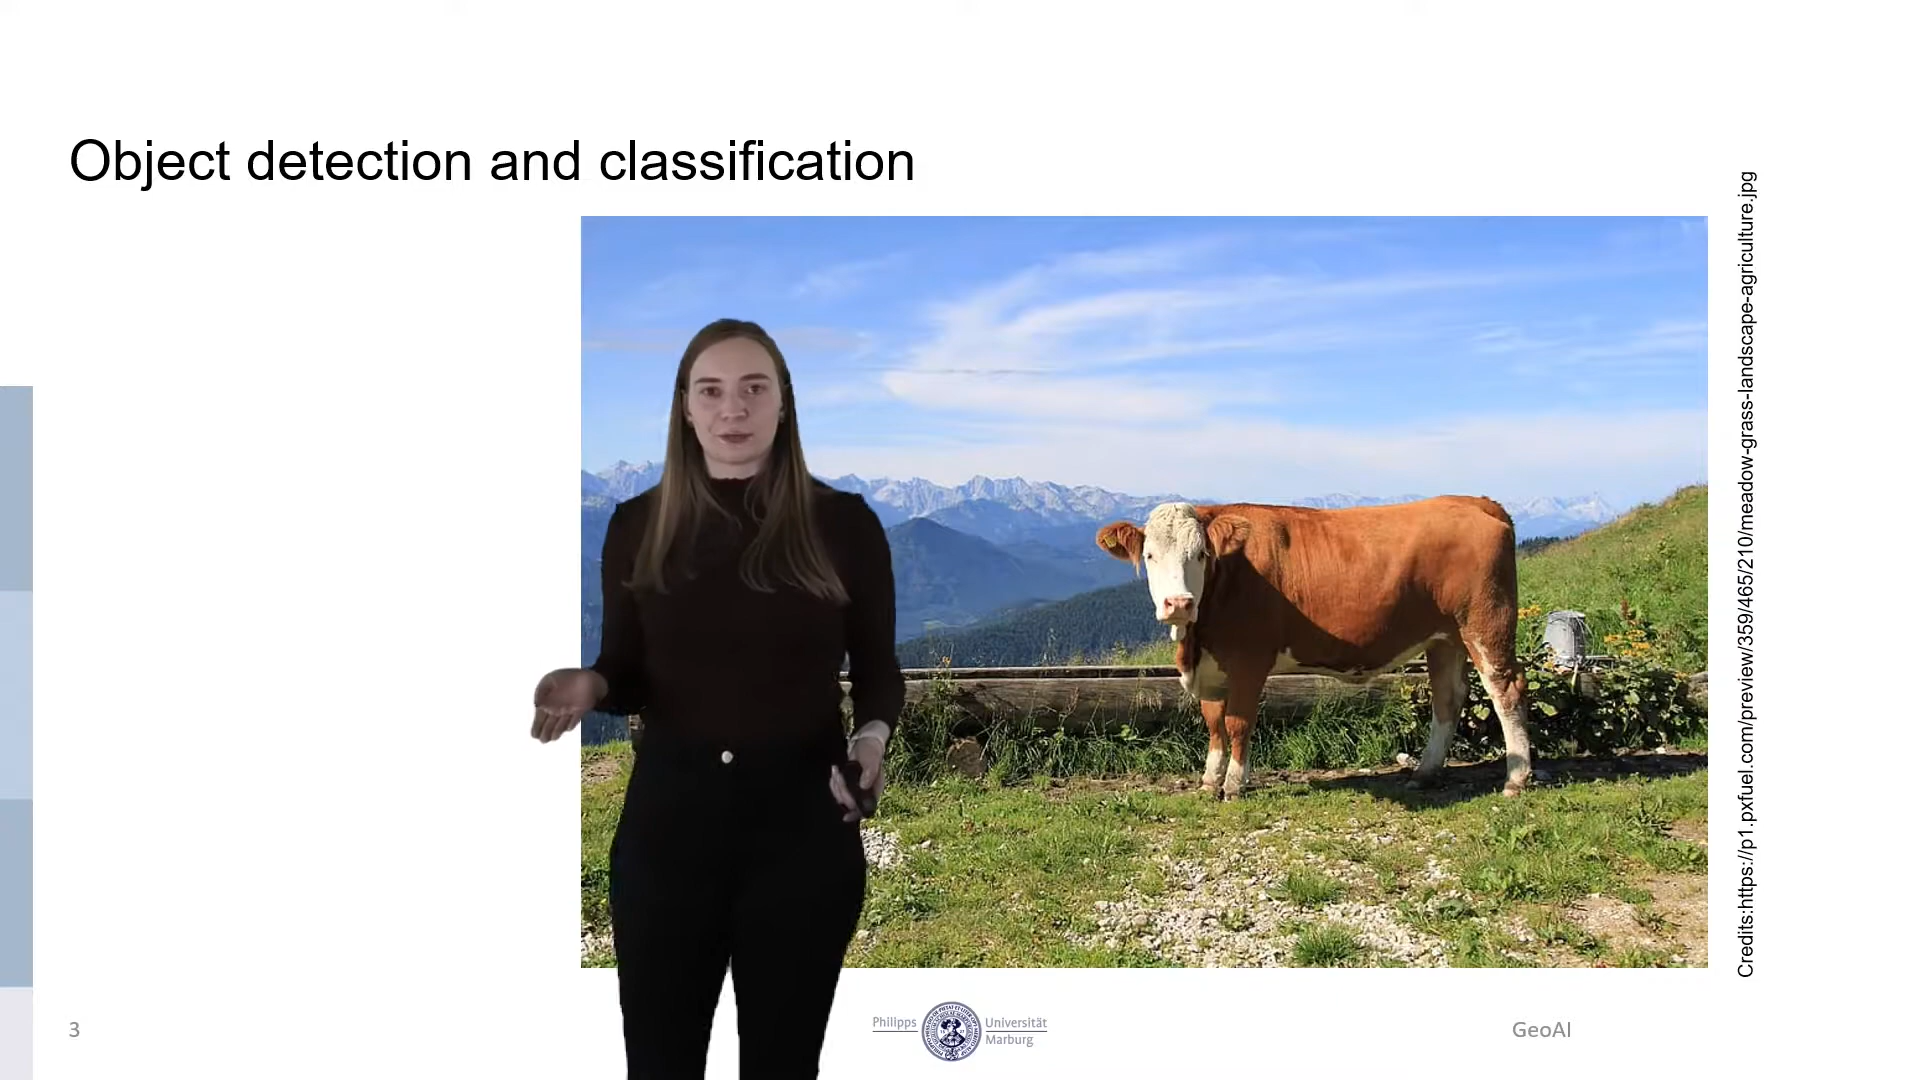 Object detection and classification
Credits:https://p1.pxfuel.com/preview/359/465/210/meadow-grass-landscape-agriculture.jpg
3
Philipps Universität
Marburg
GeoAI